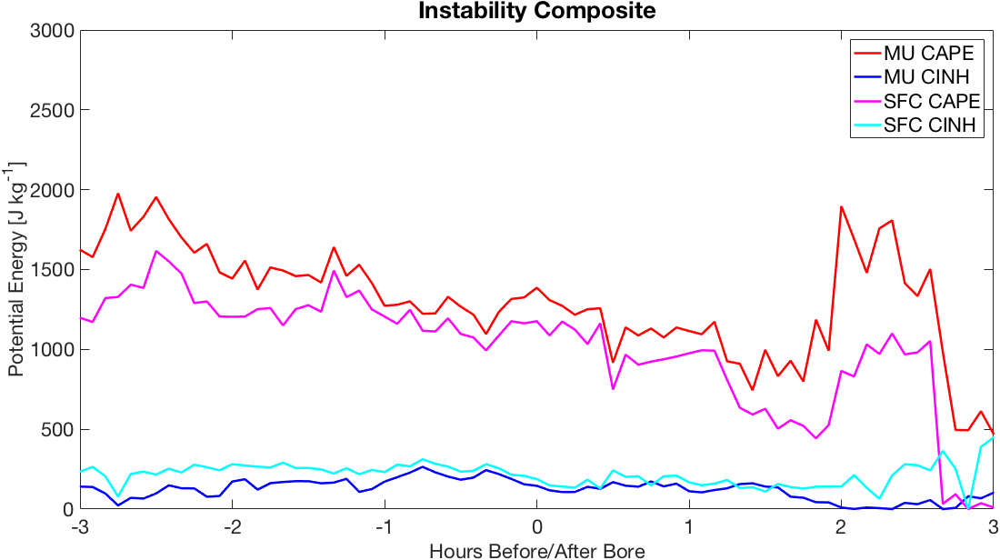 Instability Composite
Potential Energy [J kg⁻¹]
3000
2500
2000
1500
1000
500
0
-3
-2
-1
0
1
2
3
Hours Before/After Bore
MU CAPE
MU CINH
SFC CAPE
SFC CINH